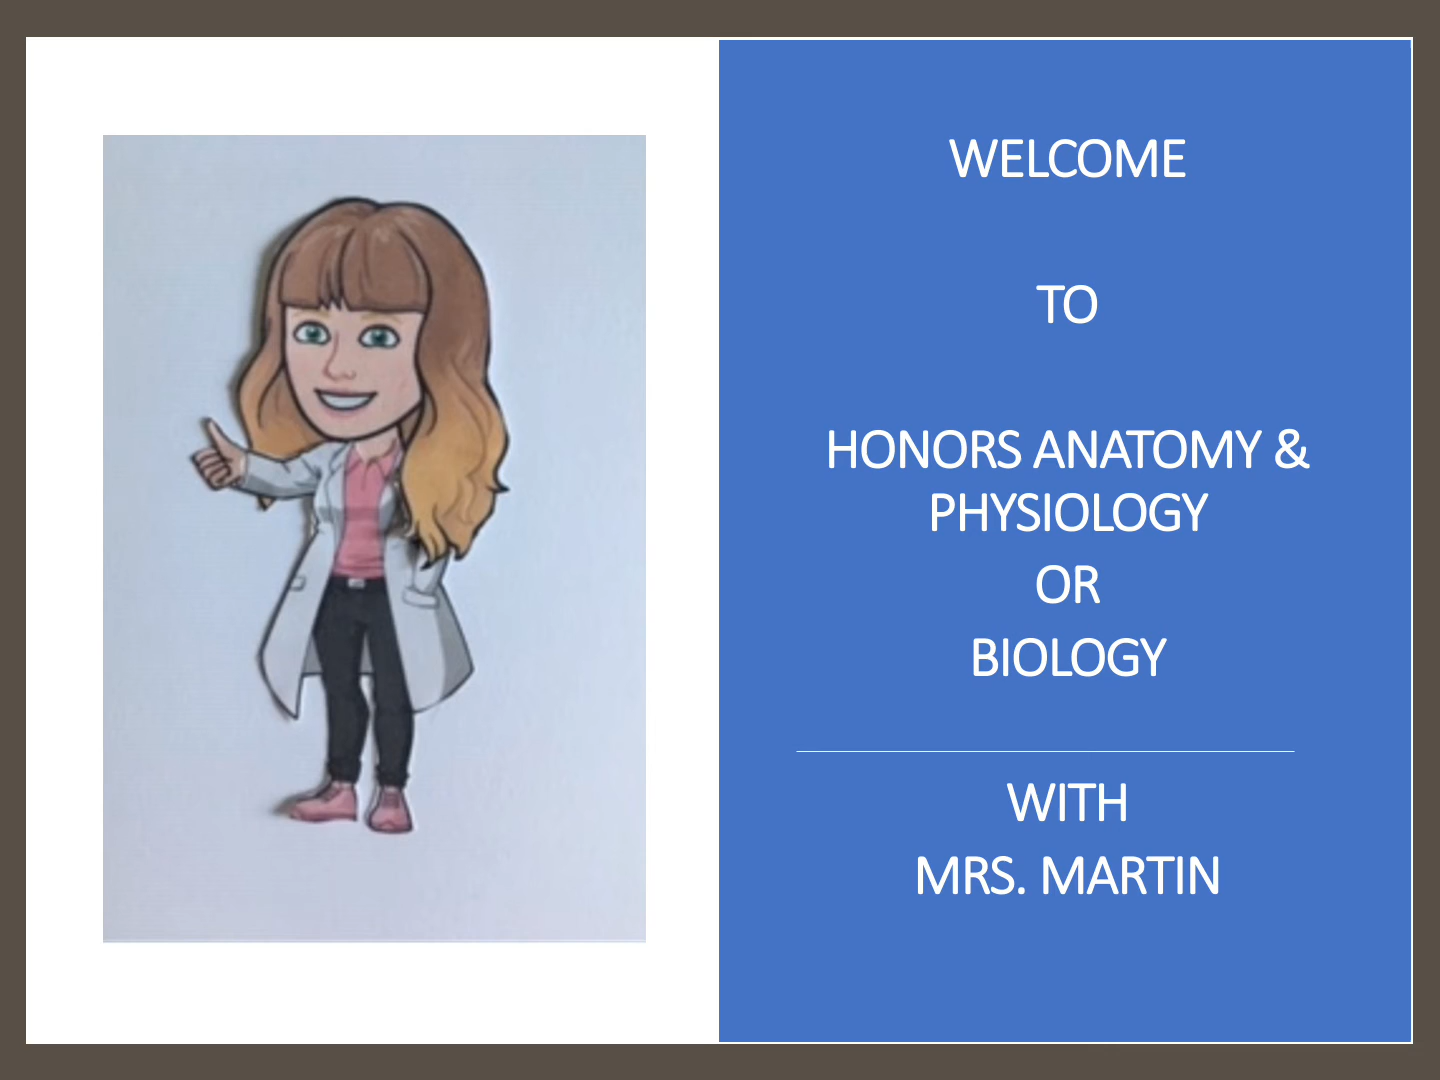 WELCOME
TO
HONORS ANATOMY &
PHYSIOLOGY
OR
BIOLOGY
WITH
MRS. MARTIN